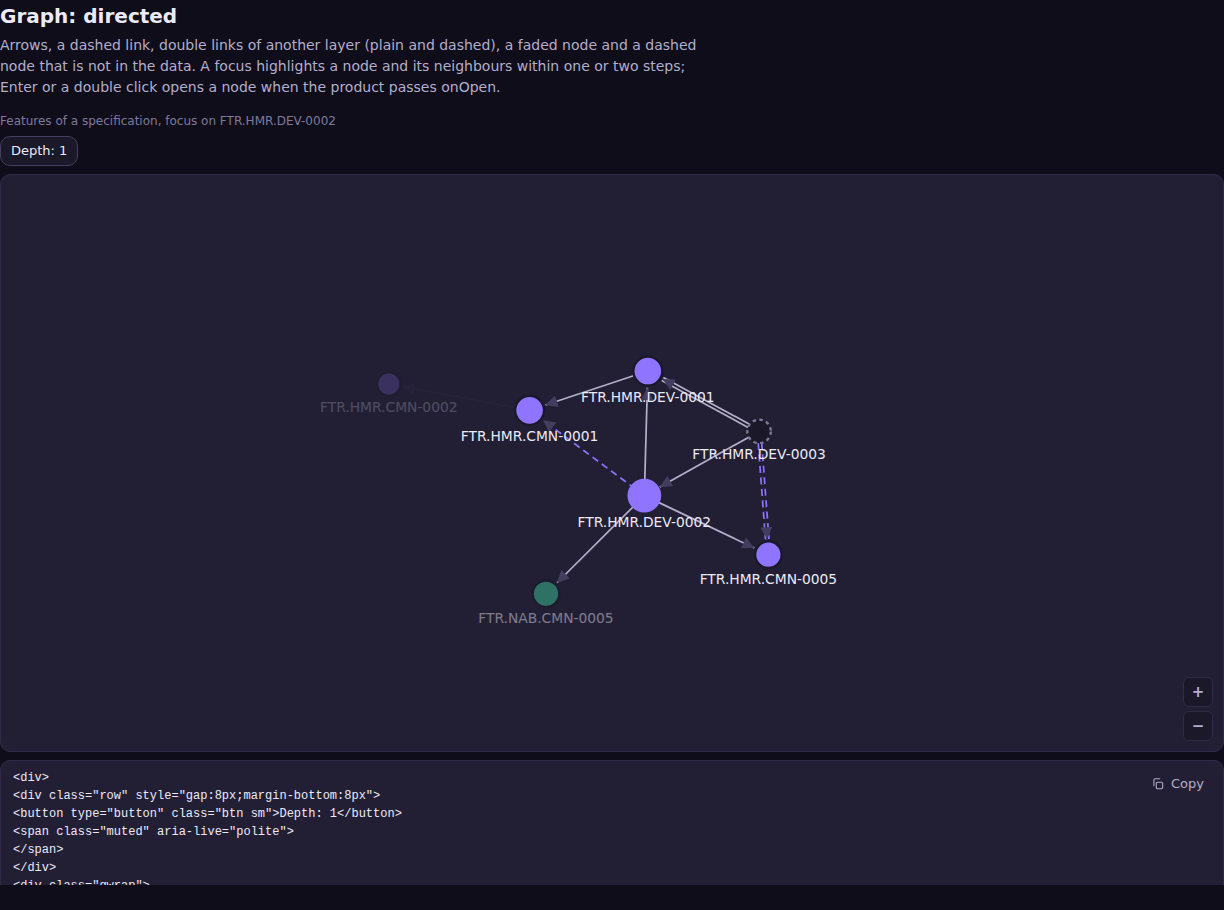 Graph: directed
Arrows, a dashed link, double links of another layer (plain and dashed), a faded node and a dashed
node that is not in the data. A focus highlights a node and its neighbours within one or two steps;
Enter or a double click opens a node when the product passes onOpen.
Features of a specification, focus on FTR.HMR.DEV-0002
Depth: 1
FTR.HMR.DEV-0001
FTR.HMR.CMN-0002
FTR.HMR.CMN-0001
FTR.HMR.DEV-0003
FTR.HMR.DEV-0002
FTR.HMR.CMN-0005
FTR.NAB.CMN-0005
+
−
Copy
<div>
<div class="row" style="gap:8px;margin-bottom:8px">
<button type="button" class="btn sm">Depth: 1</button>
<span class="muted" aria-live="polite">
</span>
</div>
<div class="gwrap">